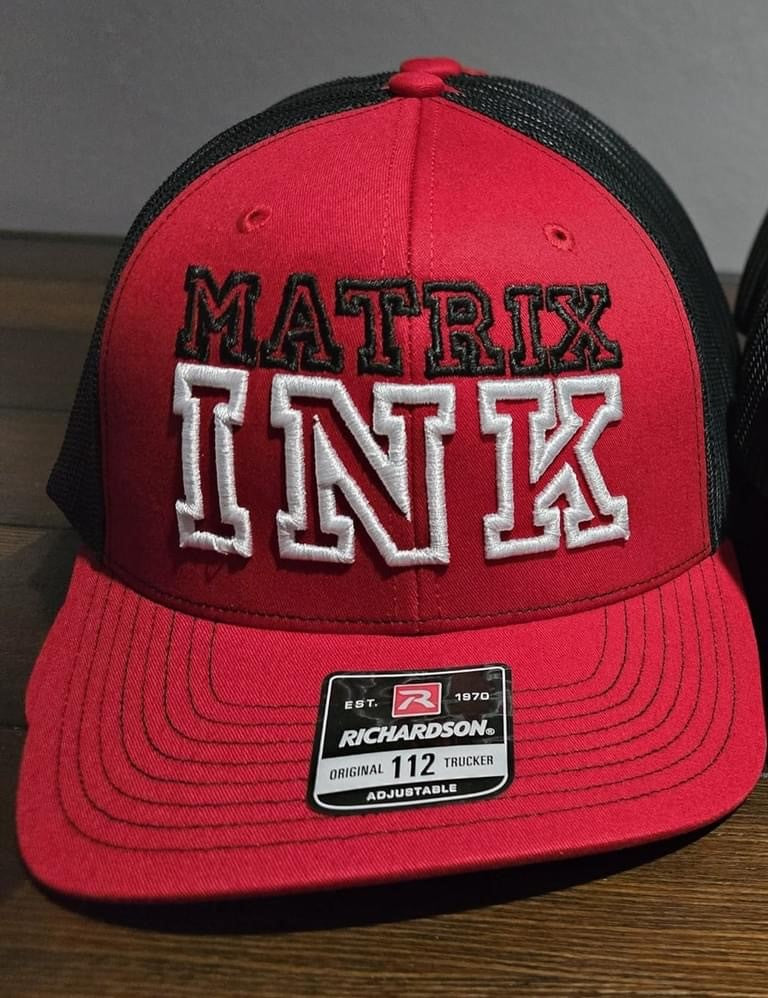 MATRIX
INK
EST. R 1970
RICHARDSON®
ORIGINAL 112 TRUCKER
ADJUSTABLE